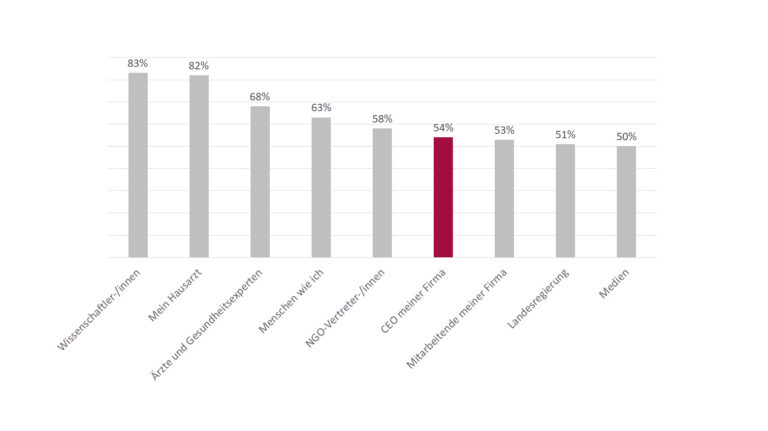 83%
82%
68%
63%
58%
54%
53%
51%
50%
Wissenschaftler-/innen
Mein Hausarzt
Ärzte und Gesundheitsexperten
Menschen wie ich
NGO-Vertreter-/innen
CEO meiner Firma
Mitarbeitende meiner Firma
Landesregierung
Medien